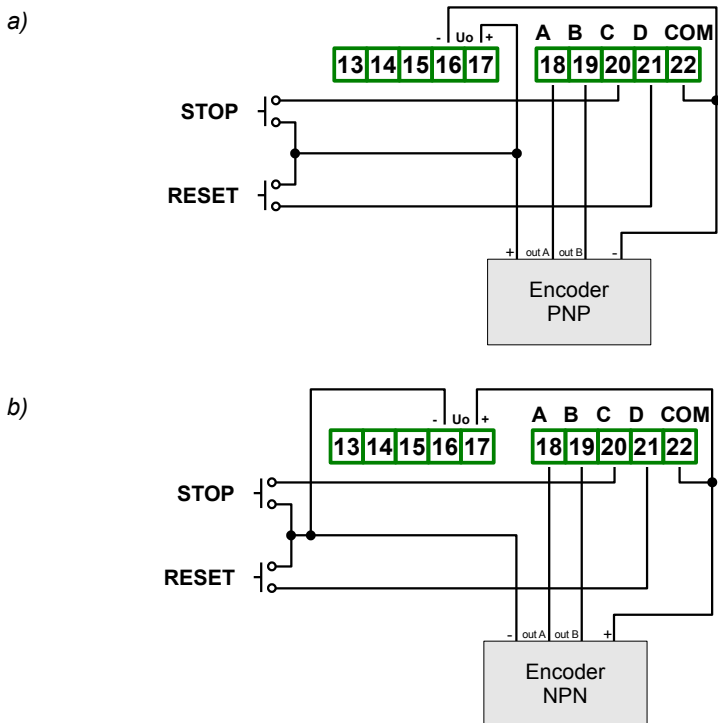 a)
- Uo +
A B C D COM
13 14 15 16 17 18 19 20 21 22
STOP
RESET
+ out A out B -
Encoder
PNP
b)
- Uo +
A B C D COM
13 14 15 16 17 18 19 20 21 22
STOP
RESET
- out A out B +
Encoder
NPN